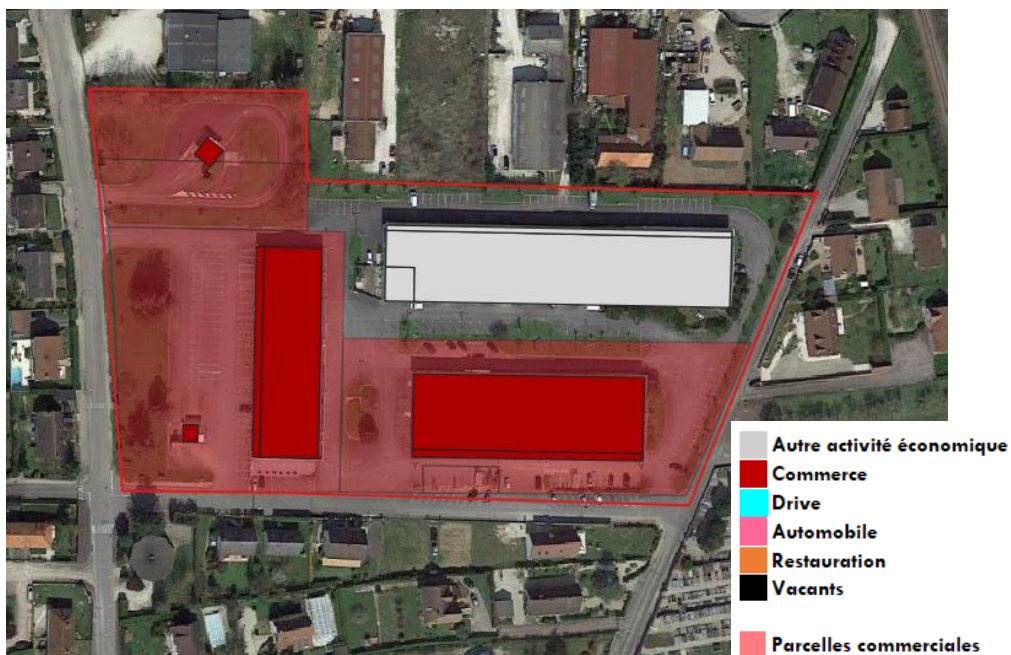 Autre activité économique
Commerce
Drive
Automobile
Restauration
Vacants
Parcelles commerciales